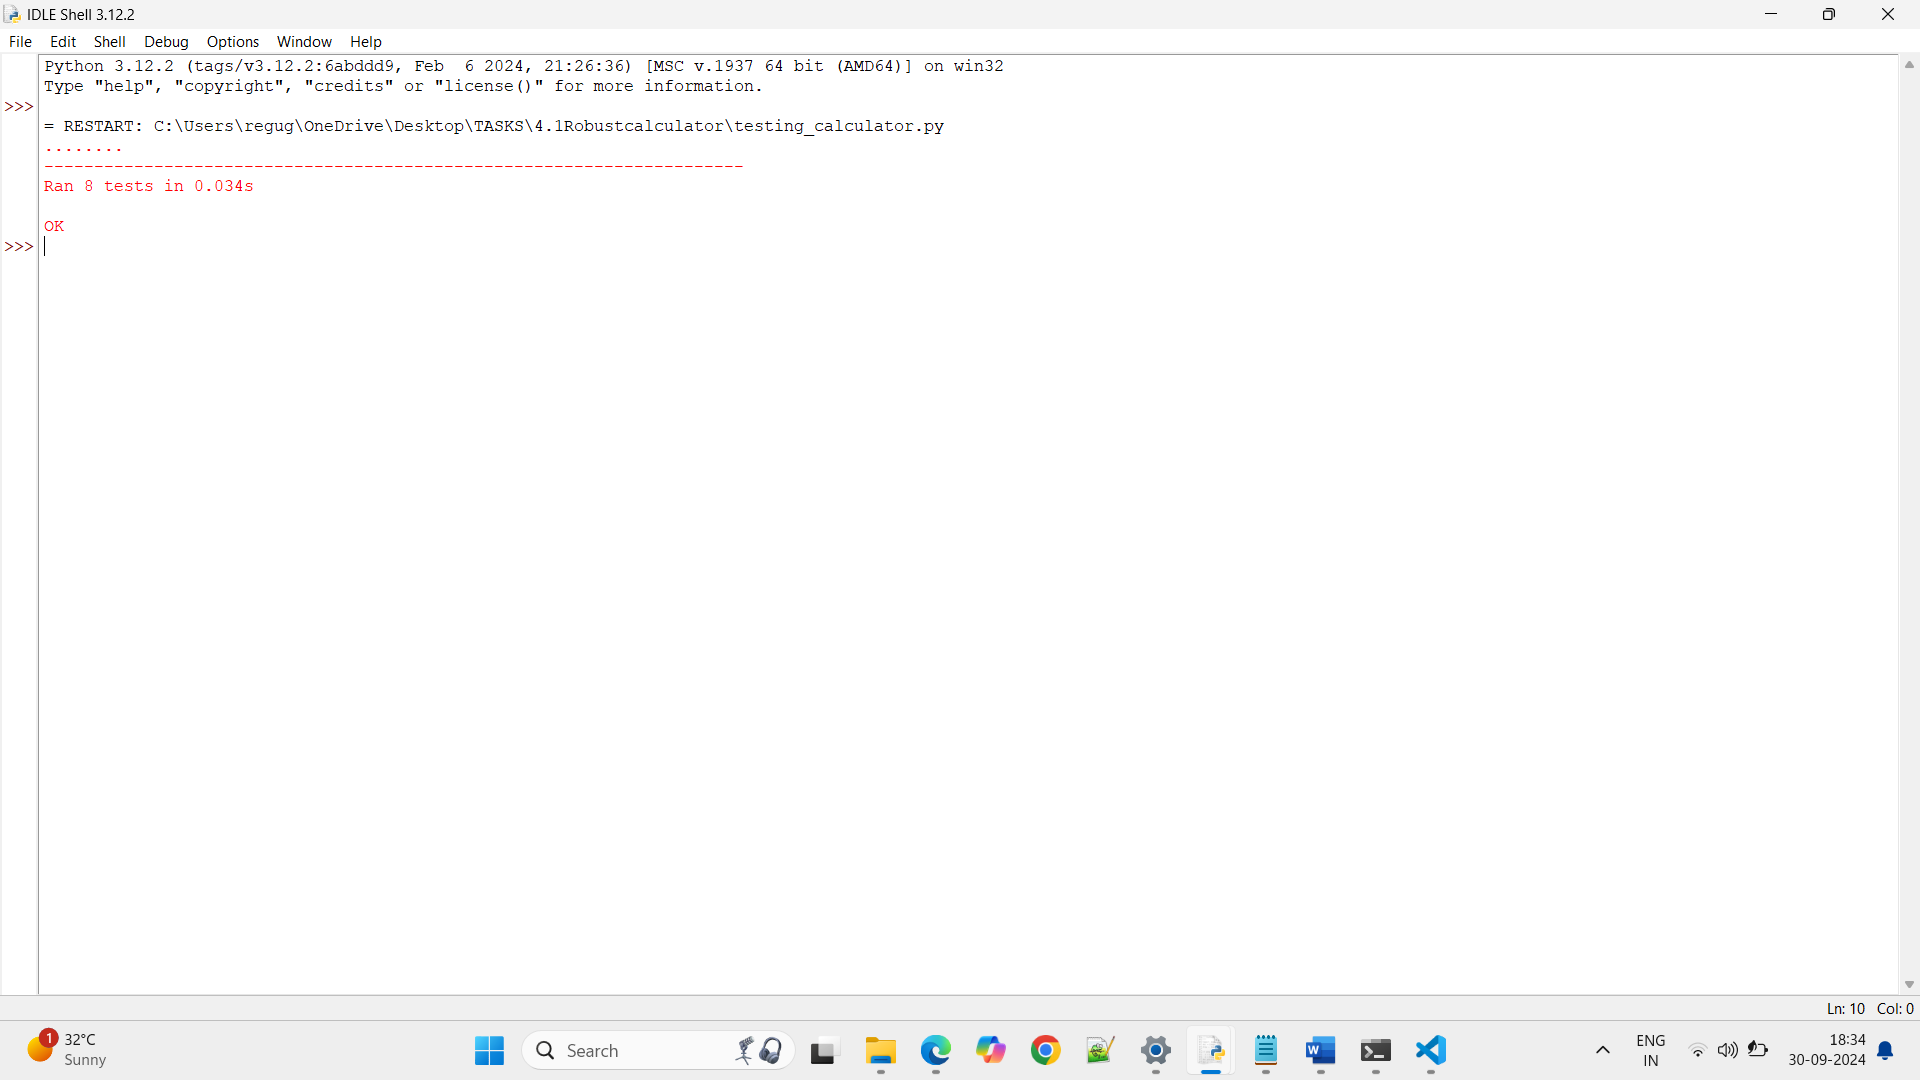 IDLE Shell 3.12.2
File Edit Shell Debug Options Window Help
Python 3.12.2 (tags/v3.12.2:6abddd9, Feb  6 2024, 21:26:36) [MSC v.1937 64 bit (AMD64)] on win32
Type "help", "copyright", "credits" or "license()" for more information.
>>>
= RESTART: C:\Users\regug\OneDrive\Desktop\TASKS\4.1Robustcalculator\testing_calculator.py
........
----------------------------------------------------------------------
Ran 8 tests in 0.034s
OK
>>>
Ln: 10 Col: 0
1 32°C
Sunny
Search
W
ENG
IN
18:34
30-09-2024